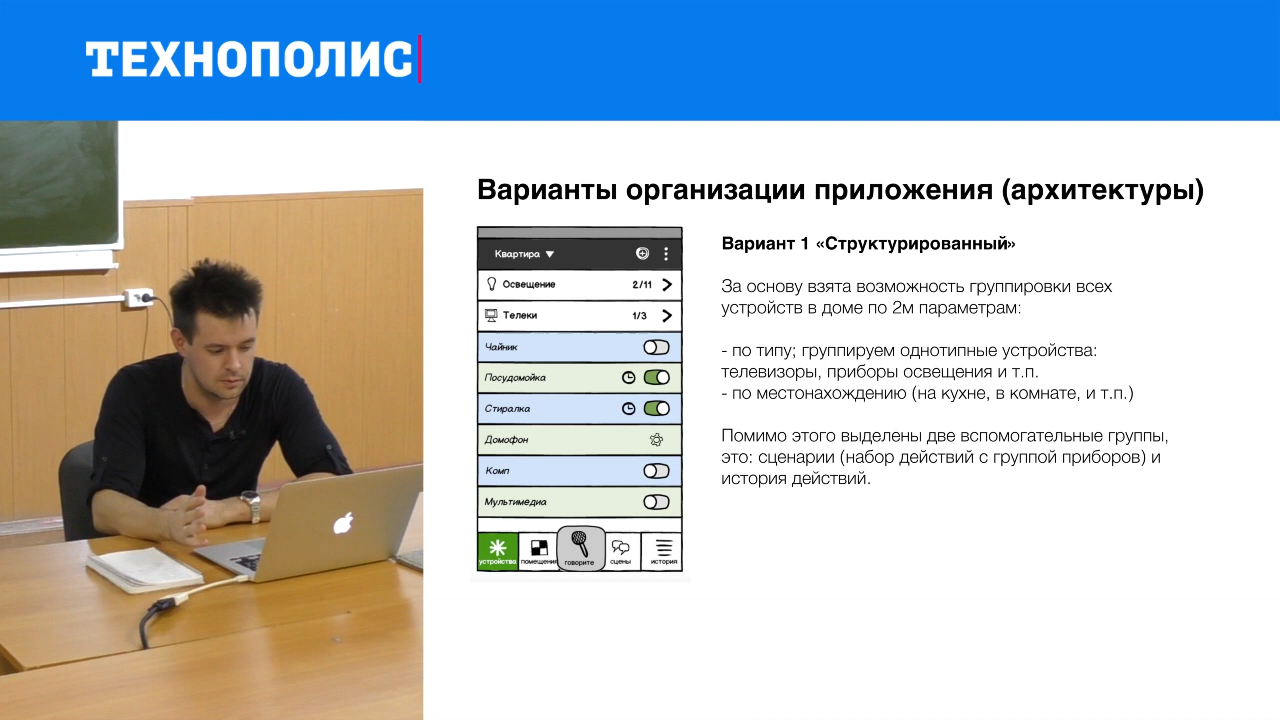 ТЕХНОПОЛИС
Варианты организации приложения (архитектуры)
Квартира
Освещение 2/11
Телеки 1/3
Чайник
Посудомойка
Стиралка
Домофон
Комп
Мультимедиа
устройства помещения говорите сцены история
Вариант 1 «Структурированный»
За основу взята возможность группировки всех
устройств в доме по 2м параметрам:
- по типу; группируем однотипные устройства:
телевизоры, приборы освещения и т.п.
- по местонахождению (на кухне, в комнате, и т.п.)
Помимо этого выделены две вспомогательные группы,
это: сценарии (набор действий с группой приборов) и
история действий.